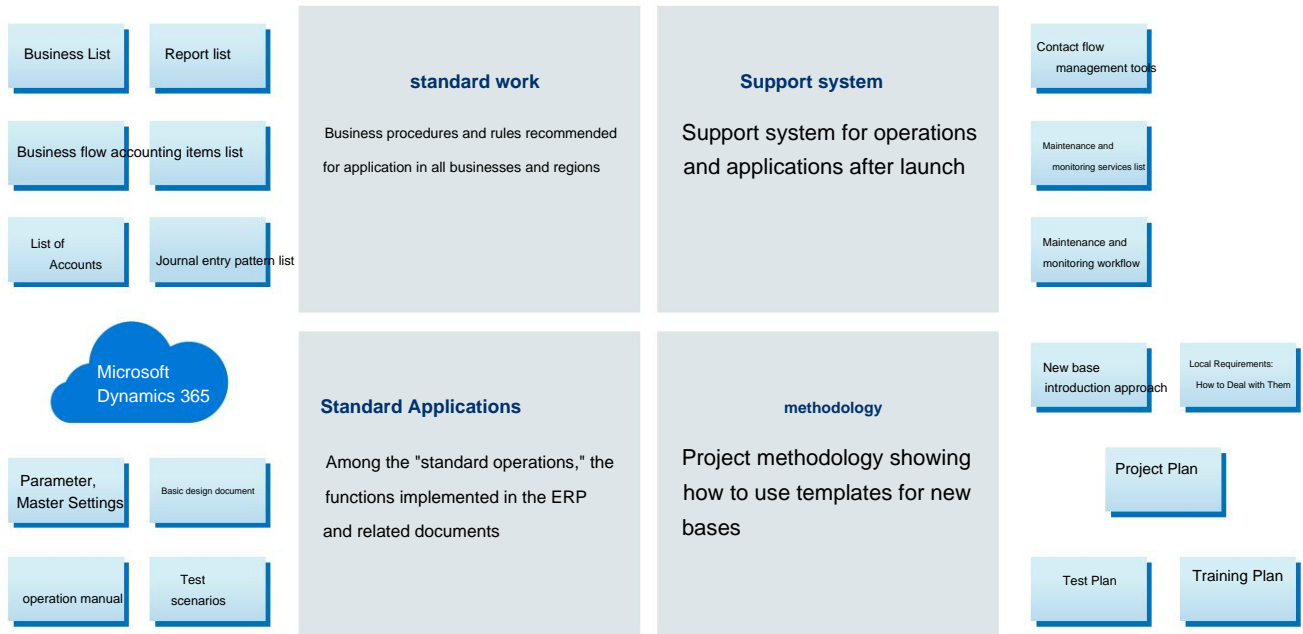 Business List
Report list
Business flow accounting items list
List of
Accounts
Journal entry pattern list
standard work
Business procedures and rules recommended
for application in all businesses and regions
Support system
Support system for operations
and applications after launch
Contact flow
management tools
Maintenance and
monitoring services list
Maintenance and
monitoring workflow
Microsoft
Dynamics 365
Parameter,
Master Settings
Basic design document
operation manual
Test
scenarios
Standard Applications
Among the "standard operations," the
functions implemented in the ERP
and related documents
methodology
Project methodology showing
how to use templates for new
bases
New base
introduction approach
Local Requirements:
How to Deal with Them
Project Plan
Test Plan
Training Plan